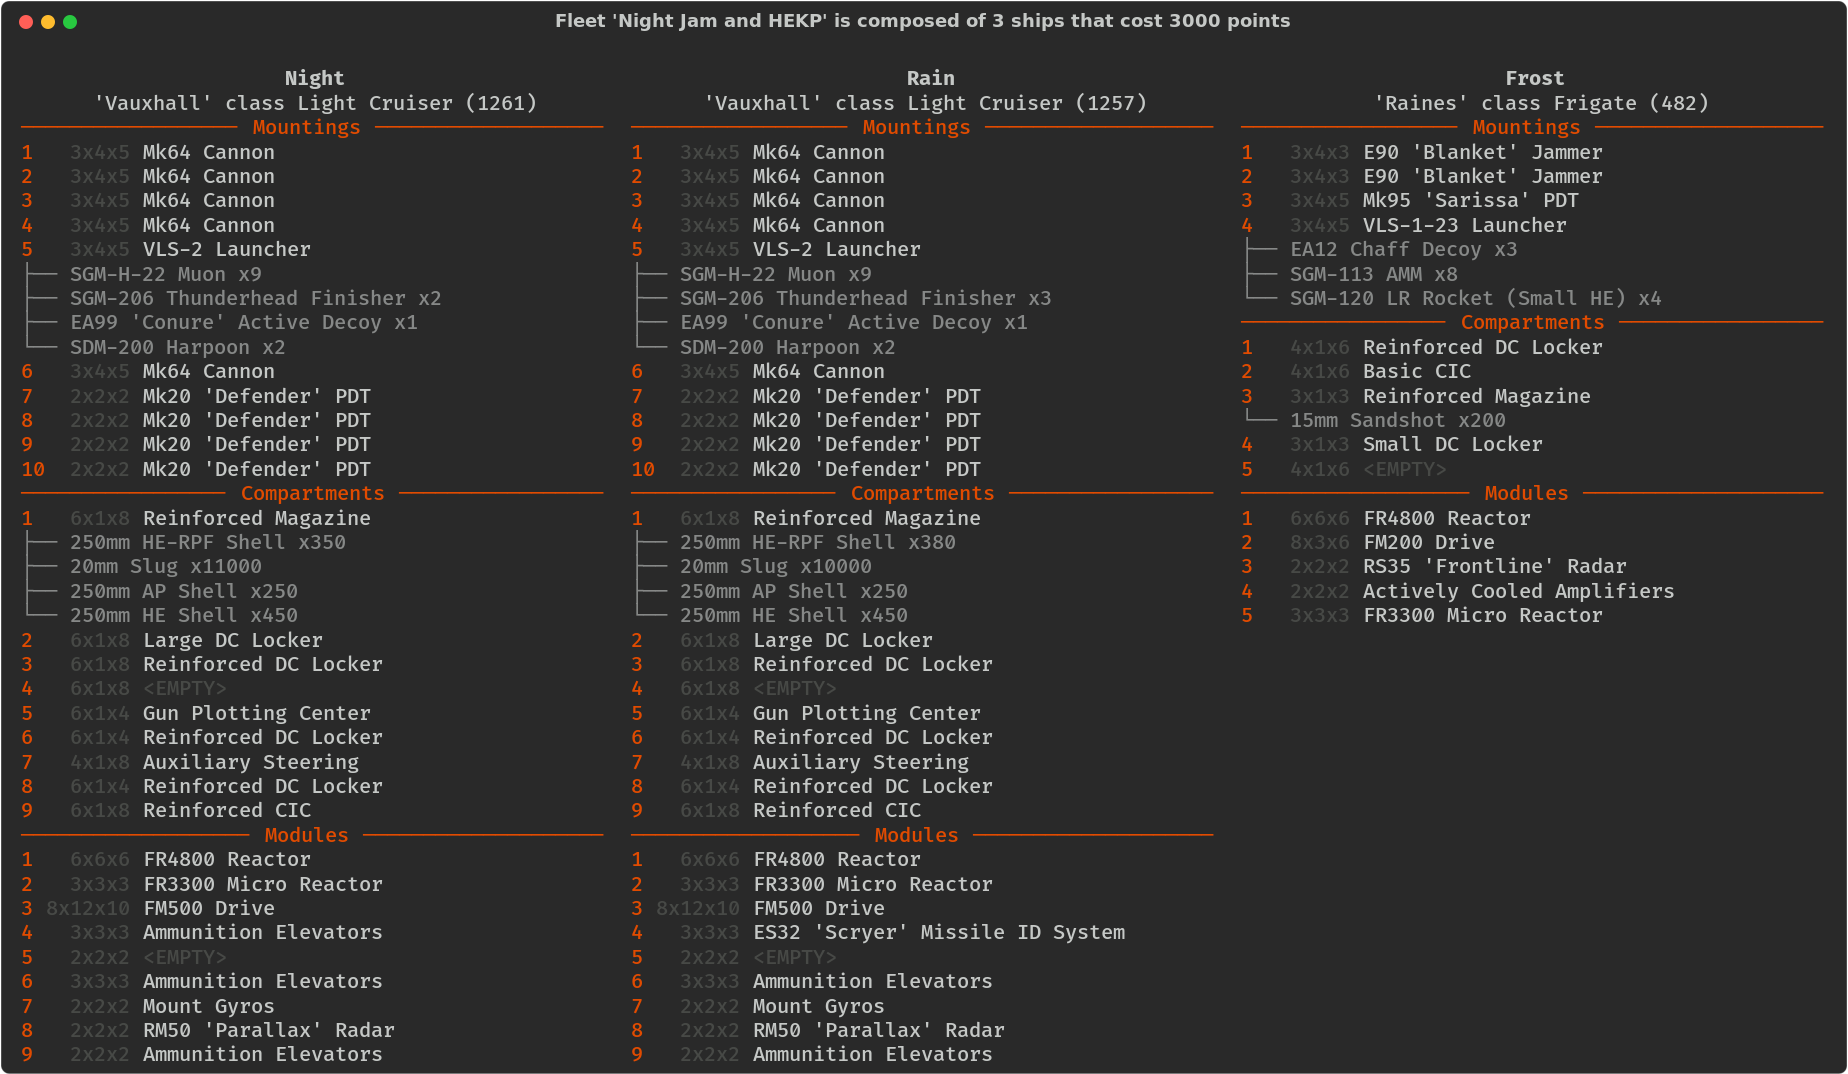 Fleet 'Night Jam and HEKP' is composed of 3 ships that cost 3000 points
Night
'Vauxhall' class Light Cruiser (1261)
Mountings
1 3x4x5 Mk64 Cannon
2 3x4x5 Mk64 Cannon
3 3x4x5 Mk64 Cannon
4 3x4x5 Mk64 Cannon
5 3x4x5 VLS-2 Launcher
SGM-H-22 Muon x9
SGM-206 Thunderhead Finisher x2
EA99 'Conure' Active Decoy x1
SDM-200 Harpoon x2
6 3x4x5 Mk64 Cannon
7 2x2x2 Mk20 'Defender' PDT
8 2x2x2 Mk20 'Defender' PDT
9 2x2x2 Mk20 'Defender' PDT
10 2x2x2 Mk20 'Defender' PDT
Compartments
1 6x1x8 Reinforced Magazine
250mm HE-RPF Shell x350
20mm Slug x11000
250mm AP Shell x250
250mm HE Shell x450
2 6x1x8 Large DC Locker
3 6x1x8 Reinforced DC Locker
4 6x1x8 <EMPTY>
5 6x1x4 Gun Plotting Center
6 6x1x4 Reinforced DC Locker
7 4x1x8 Auxiliary Steering
8 6x1x4 Reinforced DC Locker
9 6x1x8 Reinforced CIC
Modules
1 6x6x6 FR4800 Reactor
2 3x3x3 FR3300 Micro Reactor
3 8x12x10 FM500 Drive
4 3x3x3 Ammunition Elevators
5 2x2x2 <EMPTY>
6 3x3x3 Ammunition Elevators
7 2x2x2 Mount Gyros
8 2x2x2 RM50 'Parallax' Radar
9 2x2x2 Ammunition Elevators
Rain
'Vauxhall' class Light Cruiser (1257)
Mountings
1 3x4x5 Mk64 Cannon
2 3x4x5 Mk64 Cannon
3 3x4x5 Mk64 Cannon
4 3x4x5 Mk64 Cannon
5 3x4x5 VLS-2 Launcher
SGM-H-22 Muon x9
SGM-206 Thunderhead Finisher x3
EA99 'Conure' Active Decoy x1
SDM-200 Harpoon x2
6 3x4x5 Mk64 Cannon
7 2x2x2 Mk20 'Defender' PDT
8 2x2x2 Mk20 'Defender' PDT
9 2x2x2 Mk20 'Defender' PDT
10 2x2x2 Mk20 'Defender' PDT
Compartments
1 6x1x8 Reinforced Magazine
250mm HE-RPF Shell x380
20mm Slug x10000
250mm AP Shell x250
250mm HE Shell x450
2 6x1x8 Large DC Locker
3 6x1x8 Reinforced DC Locker
4 6x1x8 <EMPTY>
5 6x1x4 Gun Plotting Center
6 6x1x4 Reinforced DC Locker
7 4x1x8 Auxiliary Steering
8 6x1x4 Reinforced DC Locker
9 6x1x8 Reinforced CIC
Modules
1 6x6x6 FR4800 Reactor
2 3x3x3 FR3300 Micro Reactor
3 8x12x10 FM500 Drive
4 3x3x3 ES32 'Scryer' Missile ID System
5 2x2x2 <EMPTY>
6 3x3x3 Ammunition Elevators
7 2x2x2 Mount Gyros
8 2x2x2 RM50 'Parallax' Radar
9 2x2x2 Ammunition Elevators
Frost
'Raines' class Frigate (482)
Mountings
1 3x4x3 E90 'Blanket' Jammer
2 3x4x3 E90 'Blanket' Jammer
3 3x4x5 Mk95 'Sarissa' PDT
4 3x4x5 VLS-1-23 Launcher
EA12 Chaff Decoy x3
SGM-113 AMM x8
SGM-120 LR Rocket (Small HE) x4
Compartments
1 4x1x6 Reinforced DC Locker
2 4x1x6 Basic CIC
3 3x1x3 Reinforced Magazine
15mm Sandshot x200
4 3x1x3 Small DC Locker
5 4x1x6 <EMPTY>
Modules
1 6x6x6 FR4800 Reactor
2 8x3x6 FM200 Drive
3 2x2x2 RS35 'Frontline' Radar
4 2x2x2 Actively Cooled Amplifiers
5 3x3x3 FR3300 Micro Reactor